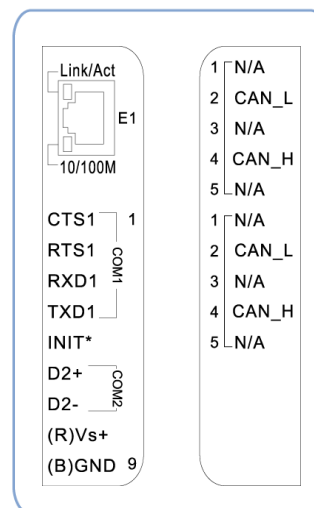 Link/Act
E1
10/100M
CTS1 1
RTS1
RXD1
TXD1
COM1
INIT*
D2+
D2-
COM2
(R)Vs+
(B)GND 9
1 N/A
2 CAN_L
3 N/A
4 CAN_H
5 N/A
1 N/A
2 CAN_L
3 N/A
4 CAN_H
5 N/A